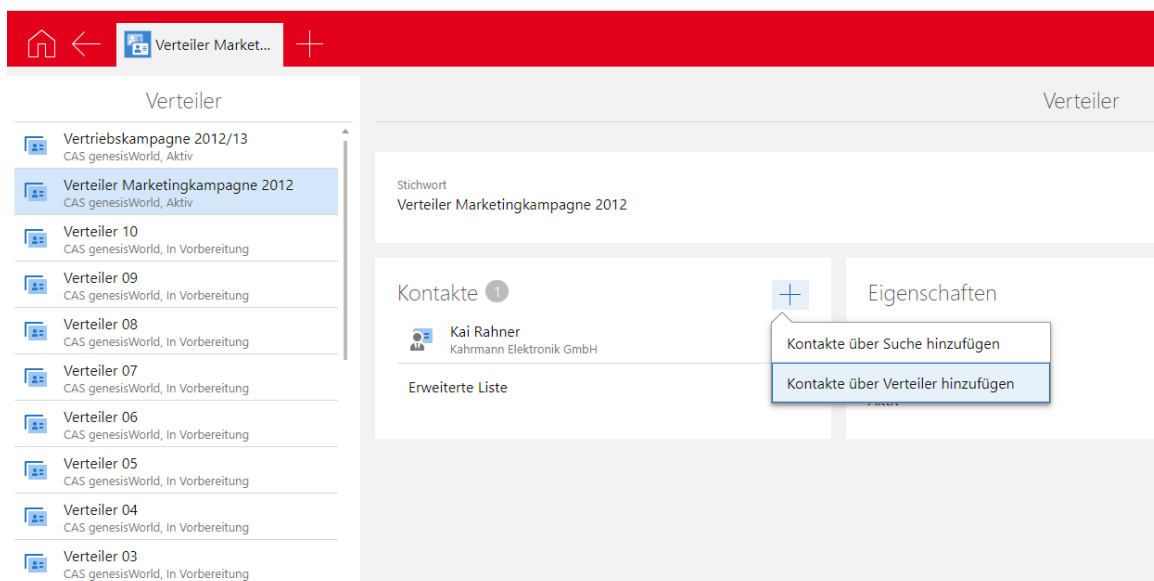 Verteiler Market...
Verteiler
Vertriebskampagne 2012/13
CAS genesisWorld, Aktiv
Verteiler Marketingkampagne 2012
CAS genesisWorld, Aktiv
Verteiler 10
CAS genesisWorld, In Vorbereitung
Verteiler 09
CAS genesisWorld, In Vorbereitung
Verteiler 08
CAS genesisWorld, In Vorbereitung
Verteiler 07
CAS genesisWorld, In Vorbereitung
Verteiler 06
CAS genesisWorld, In Vorbereitung
Verteiler 05
CAS genesisWorld, In Vorbereitung
Verteiler 04
CAS genesisWorld, In Vorbereitung
Verteiler 03
CAS genesisWorld, In Vorbereitung
Verteiler
Stichwort
Verteiler Marketingkampagne 2012
Kontakte 1
Kai Rahner
Kahrmann Elektronik GmbH
Erweiterte Liste
Kontakte über Suche hinzufügen
Kontakte über Verteiler hinzufügen
Eigenschaften